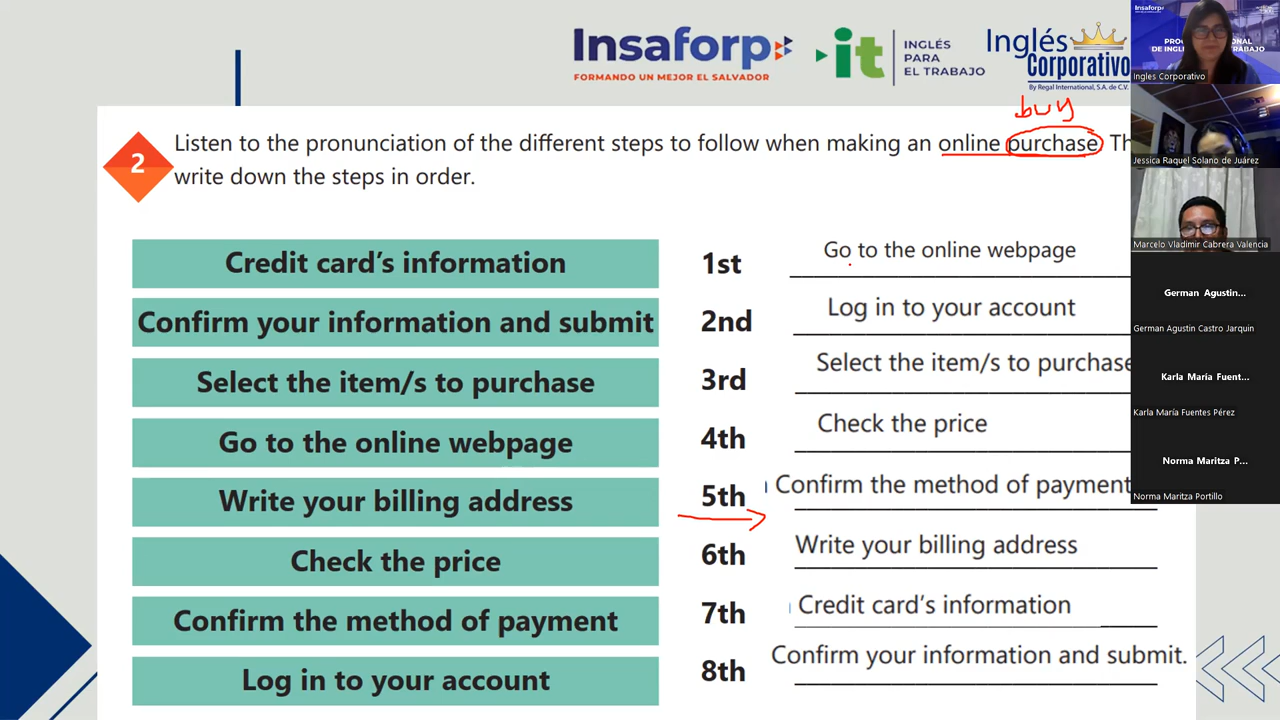 Insaforp
FORMANDO UN MEJOR EL SALVADOR
it
INGLÉS
PARA
EL TRABAJO
Inglés
Corporativo
By Regal International, S.A. de C.V.
buy
2
Listen to the pronunciation of the different steps to follow when making an online purchase. Th
write down the steps in order.
Credit card's information
Confirm your information and submit
Select the item/s to purchase
Go to the online webpage
Write your billing address
Check the price
Confirm the method of payment
Log in to your account
1st Go to the online webpage
2nd Log in to your account
3rd Select the item/s to purchase
4th Check the price
5th Confirm the method of payment
6th Write your billing address
7th Credit card's information
8th Confirm your information and submit.
Insaforp
Ingles Corporativo
Jessica Raquel Solano de Juárez
Marcelo Vladimir Cabrera Valencia
German Agustin...
German Agustin Castro Jarquin
Karla María Fuent...
Karla María Fuentes Pérez
Norma Maritza P...
Norma Maritza Portillo